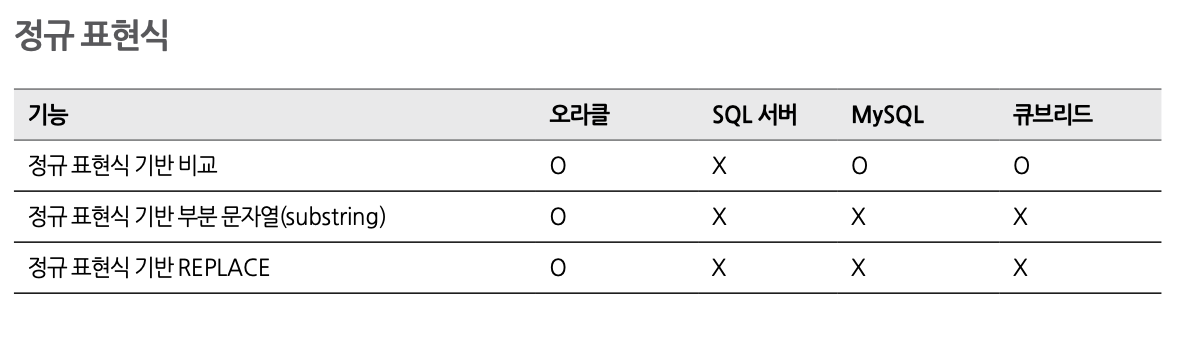 정규 표현식
기능 오라클 SQL 서버 MySQL 큐브리드
정규 표현식 기반 비교 O X O O
정규 표현식 기반 부분 문자열(substring) O X X X
정규 표현식 기반 REPLACE O X X X